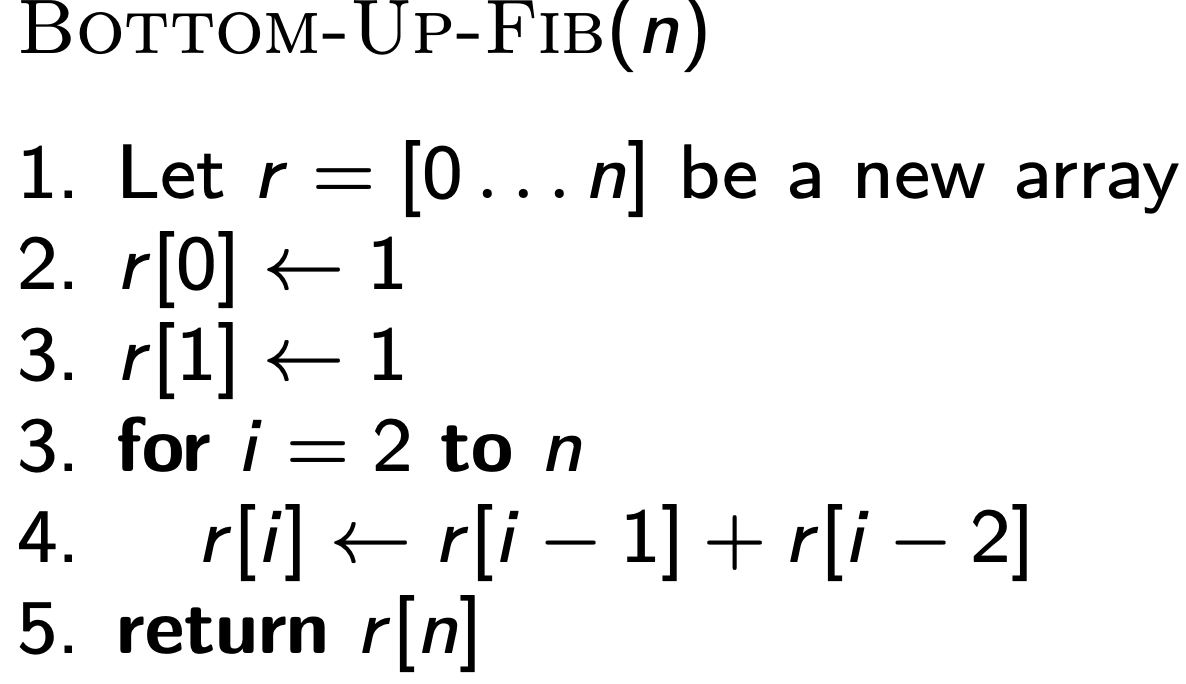 BOTTOM-UP-FIB(n)
1. Let r = [0 . . . n] be a new array
2. r[0] ← 1
3. r[1] ← 1
3. for i = 2 to n
4. r[i] ← r[i − 1] + r[i − 2]
5. return r[n]